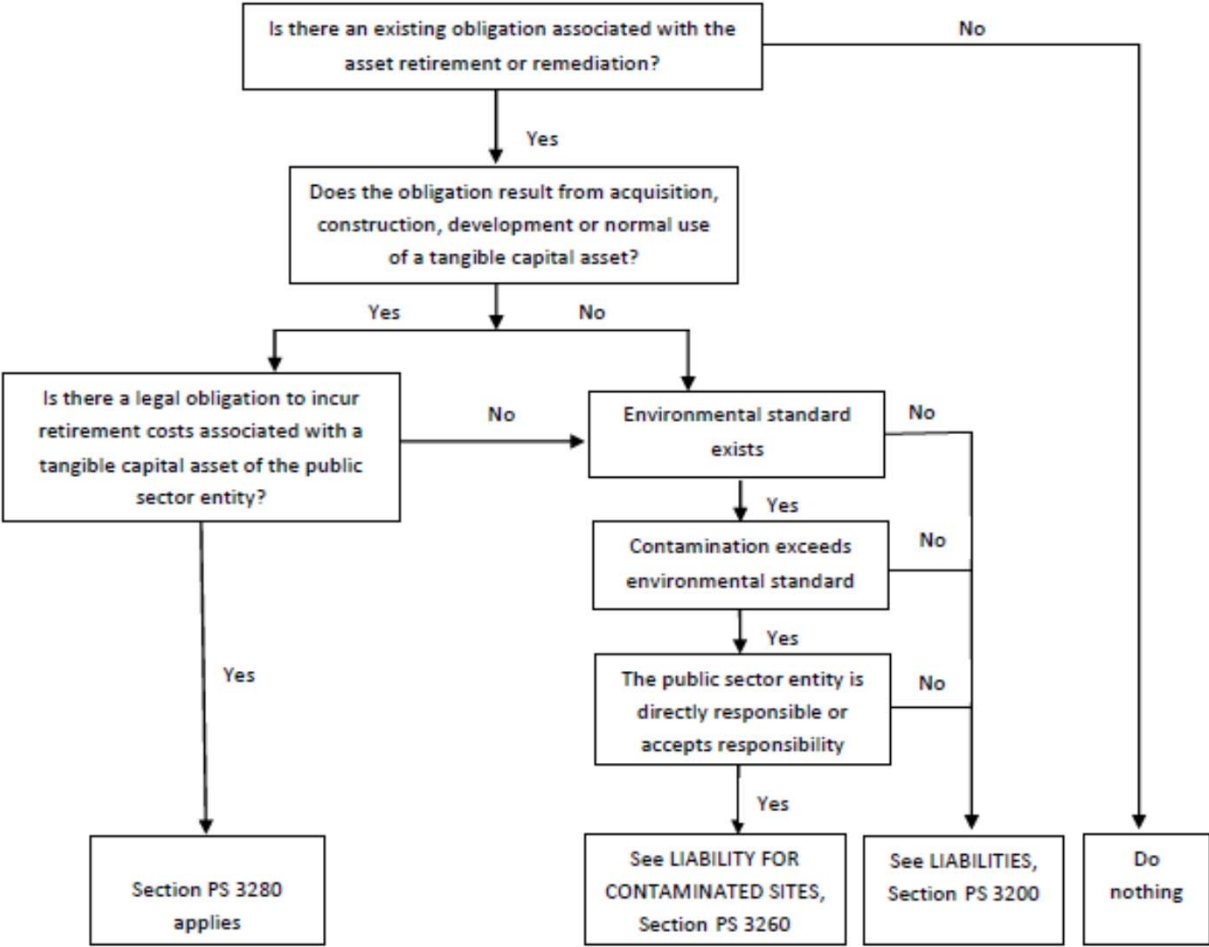 Is there an existing obligation associated with the
asset retirement or remediation?
No
Yes
Does the obligation result from acquisition,
construction, development or normal use
of a tangible capital asset?
Yes
No
Is there a legal obligation to incur
retirement costs associated with a
tangible capital asset of the public
sector entity?
No
Environmental standard
exists
No
Yes
Contamination exceeds
environmental standard
No
Yes
The public sector entity is
directly responsible or
accepts responsibility
No
Yes
Yes
Section PS 3280
applies
See LIABILITY FOR
CONTAMINATED SITES,
Section PS 3260
See LIABILITIES,
Section PS 3200
Do
nothing